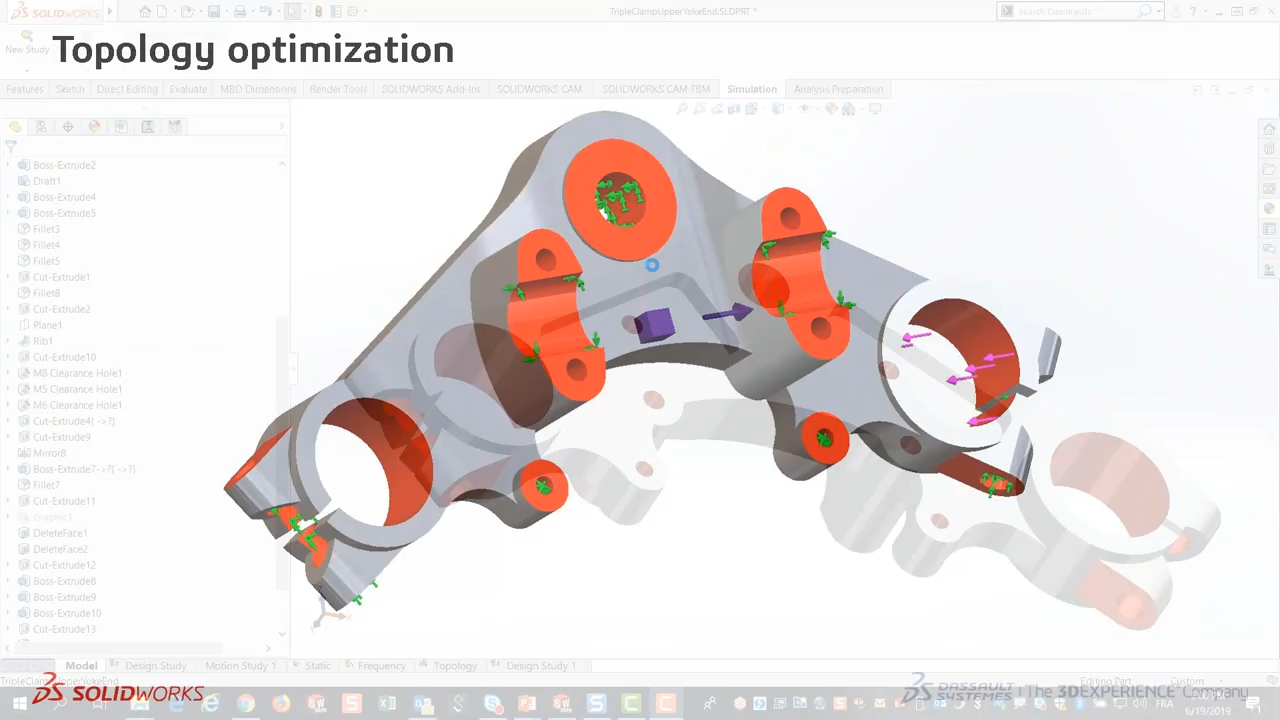 SOLIDWORKS
TripleClampUpperYokeEnd.SLDPRT *
Search Commands
New Study
Topology optimization
Features Sketch Direct Editing Evaluate MBD Dimensions Render Tools SOLIDWORKS Add-Ins SOLIDWORKS CAM SOLIDWORKS CAM TBM Simulation Analysis Preparation
Boss-Extrude2
Draft1
Boss-Extrude4
Boss-Extrude5
Fillet3
Fillet4
Fillet5
Cut-Extrude1
Fillet8
Cut-Extrude2
Plane1
Rib1
Cut-Extrude10
M8 Clearance Hole1
M5 Clearance Hole1
M6 Clearance Hole1
Cut-Extrude4( ->?)
Cut-Extrude9
Mirror8
Boss-Extrude7->?( ->?)
Fillet7
Cut-Extrude11
Graphic1
DeleteFace1
DeleteFace2
Cut-Extrude12
Boss-Extrude8
Boss-Extrude9
Boss-Extrude10
Cut-Extrude13
Model Design Study Motion Study 1 Static Frequency Topology Design Study 1
Editing Part Custom
SOLIDWORKS
DASSAULT SYSTEMES | The 3DEXPERIENCE Company
FRA
6/19/2019